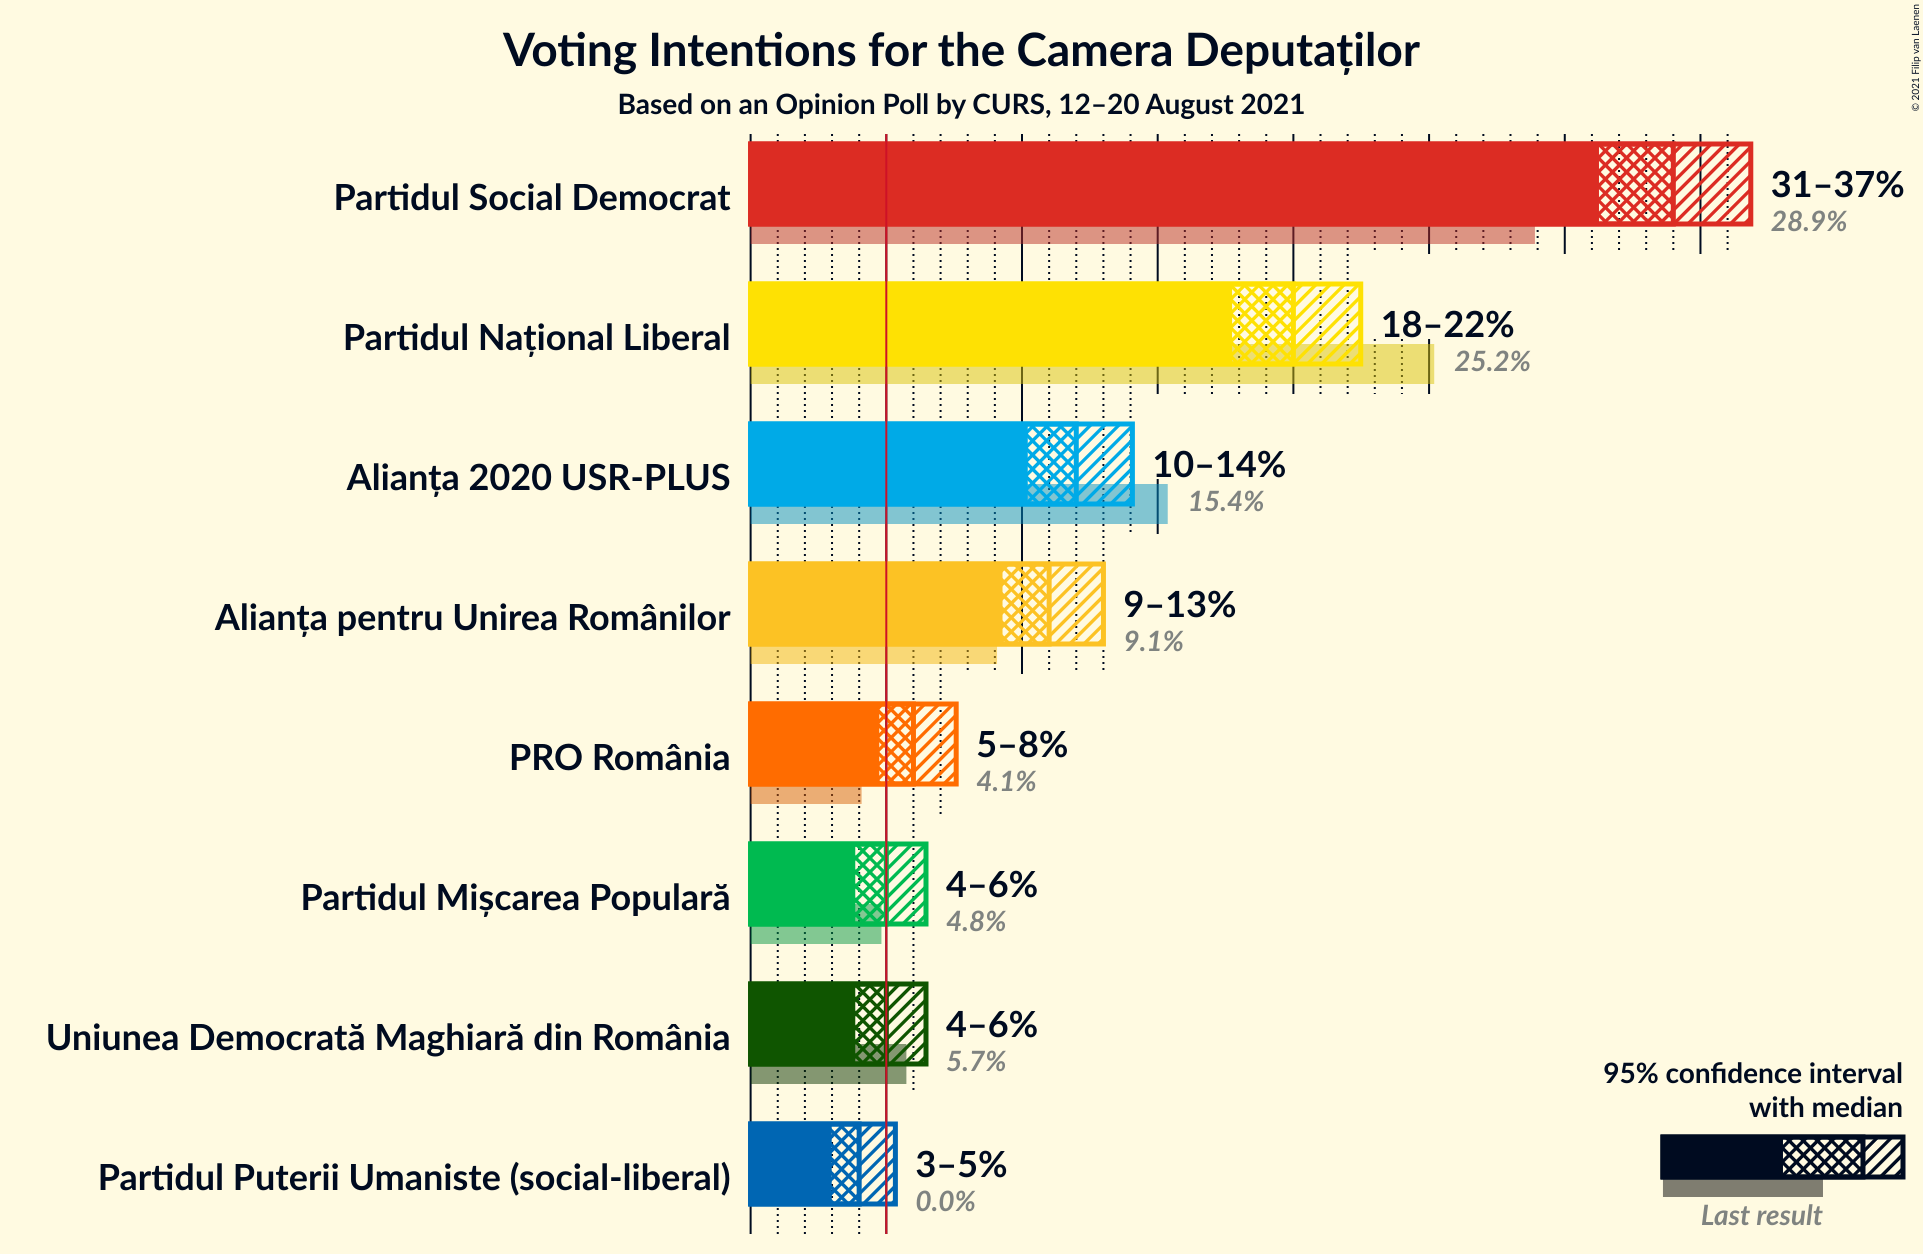 Voting Intentions for the Camera Deputaților
Based on an Opinion Poll by CURS, 12–20 August 2021
© 2021 Filip van Laenen
Partidul Social Democrat
31–37%
28.9%
Partidul Național Liberal
18–22%
25.2%
Alianța 2020 USR-PLUS
10–14%
15.4%
Alianța pentru Unirea Românilor
9–13%
9.1%
PRO România
5–8%
4.1%
Partidul Mișcarea Populară
4–6%
4.8%
Uniunea Democrată Maghiară din România
4–6%
5.7%
Partidul Puterii Umaniste (social-liberal)
3–5%
0.0%
95% confidence interval
with median
Last result